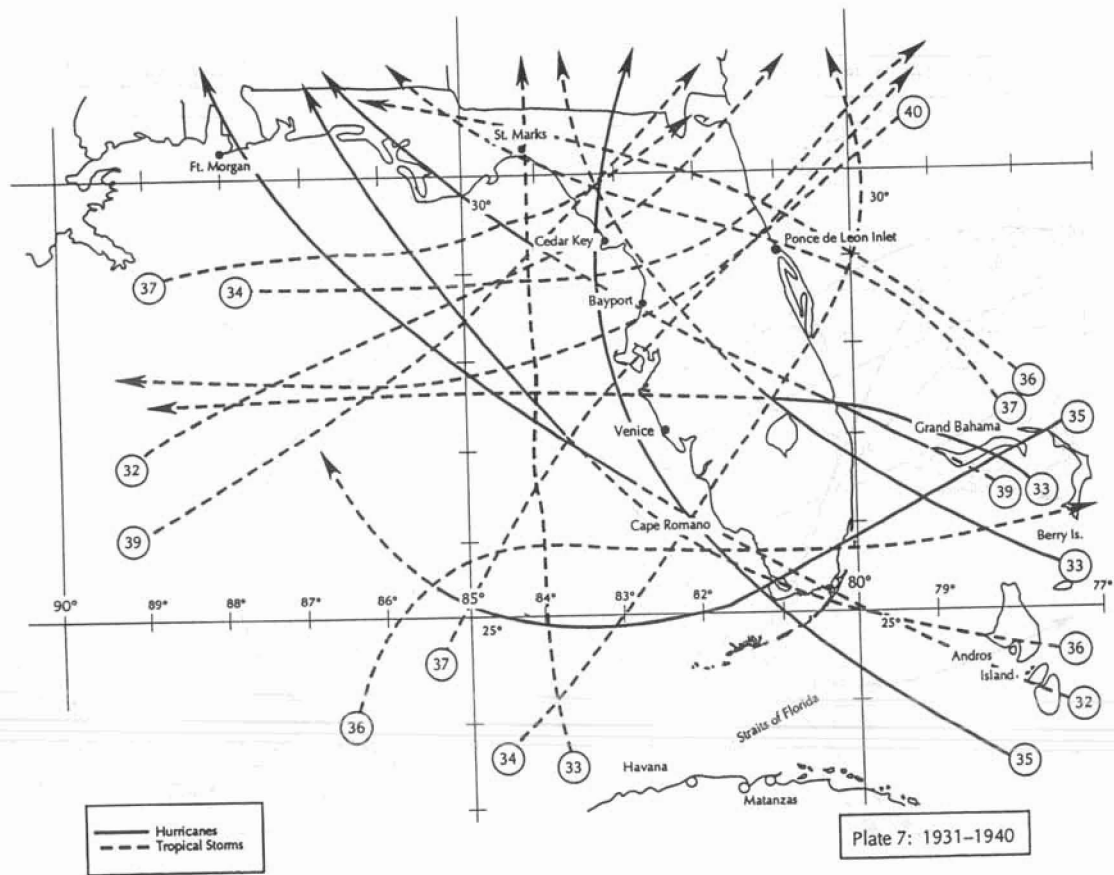 40
St. Marks
Ft. Morgan
30°
30°
Cedar Key
Ponce de Leon Inlet
37
34
Bayport
36
37
35
Grand Bahama
Venice
32
39
33
39
Cape Romano
Berry Is.
33
90°
89°
88°
87°
86°
85°
84°
83°
82°
80°
79°
77°
25°
25°
37
36
Andros
Island
32
36
Straits of Florida
34
33
35
Havana
Matanzas
Hurricanes
Tropical Storms
Plate 7: 1931–1940